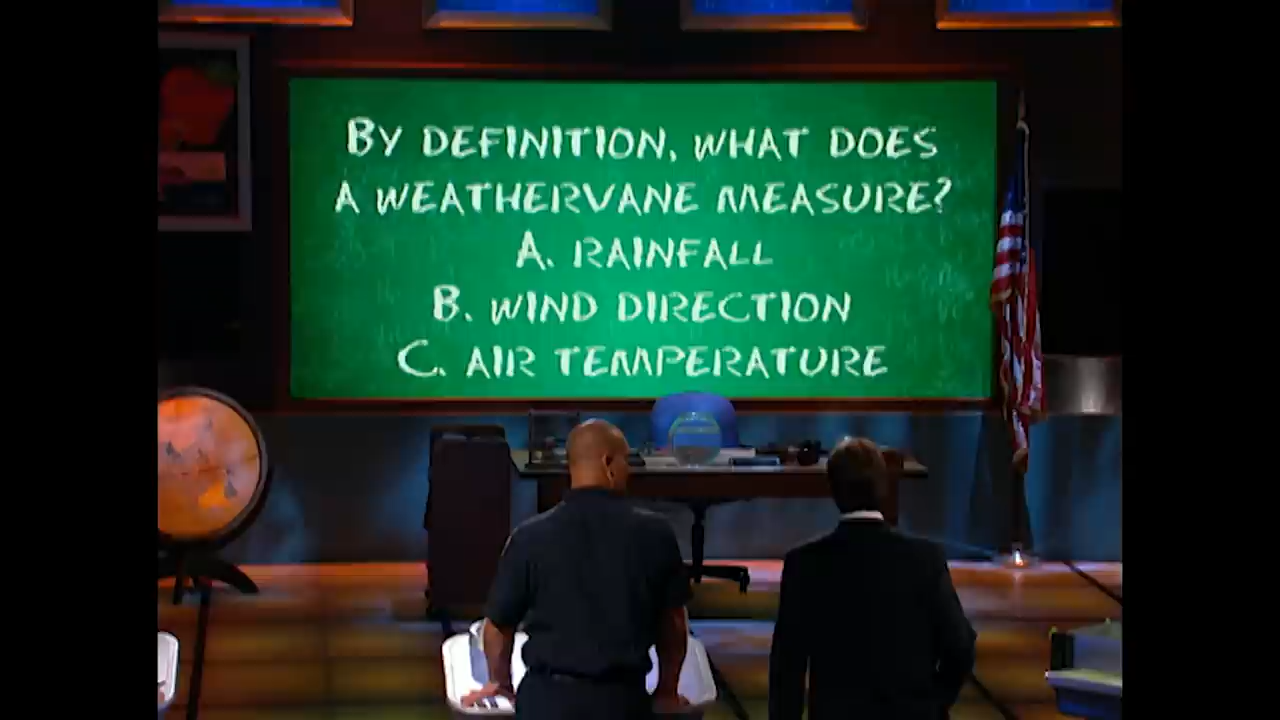 BY DEFINITION, WHAT DOES
A WEATHERVANE MEASURE?
A. RAINFALL
B. WIND DIRECTION
C. AIR TEMPERATURE